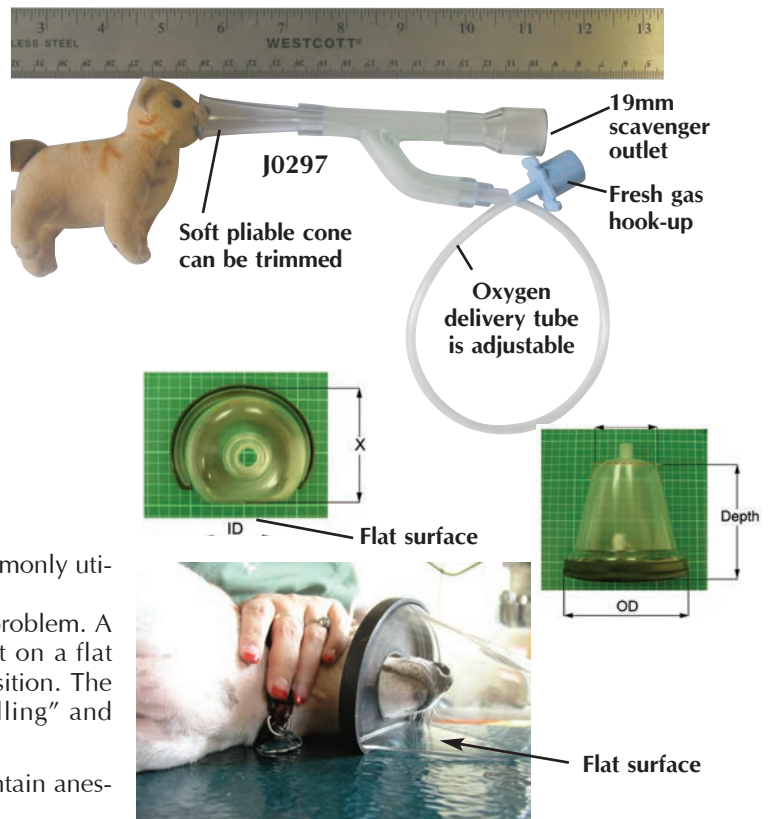 3 4 5 6 7 8 9 10 11 12 13
LESS STEEL WESTCOTT®
19mm
scavenger
outlet
J0297
Fresh gas
hook-up
Soft pliable cone
can be trimmed
Oxygen
delivery tube
is adjustable
X
ID
Flat surface
Depth
OD
monly uti-
problem. A
t on a flat
sition. The
lling” and
ntain anes-
Flat surface